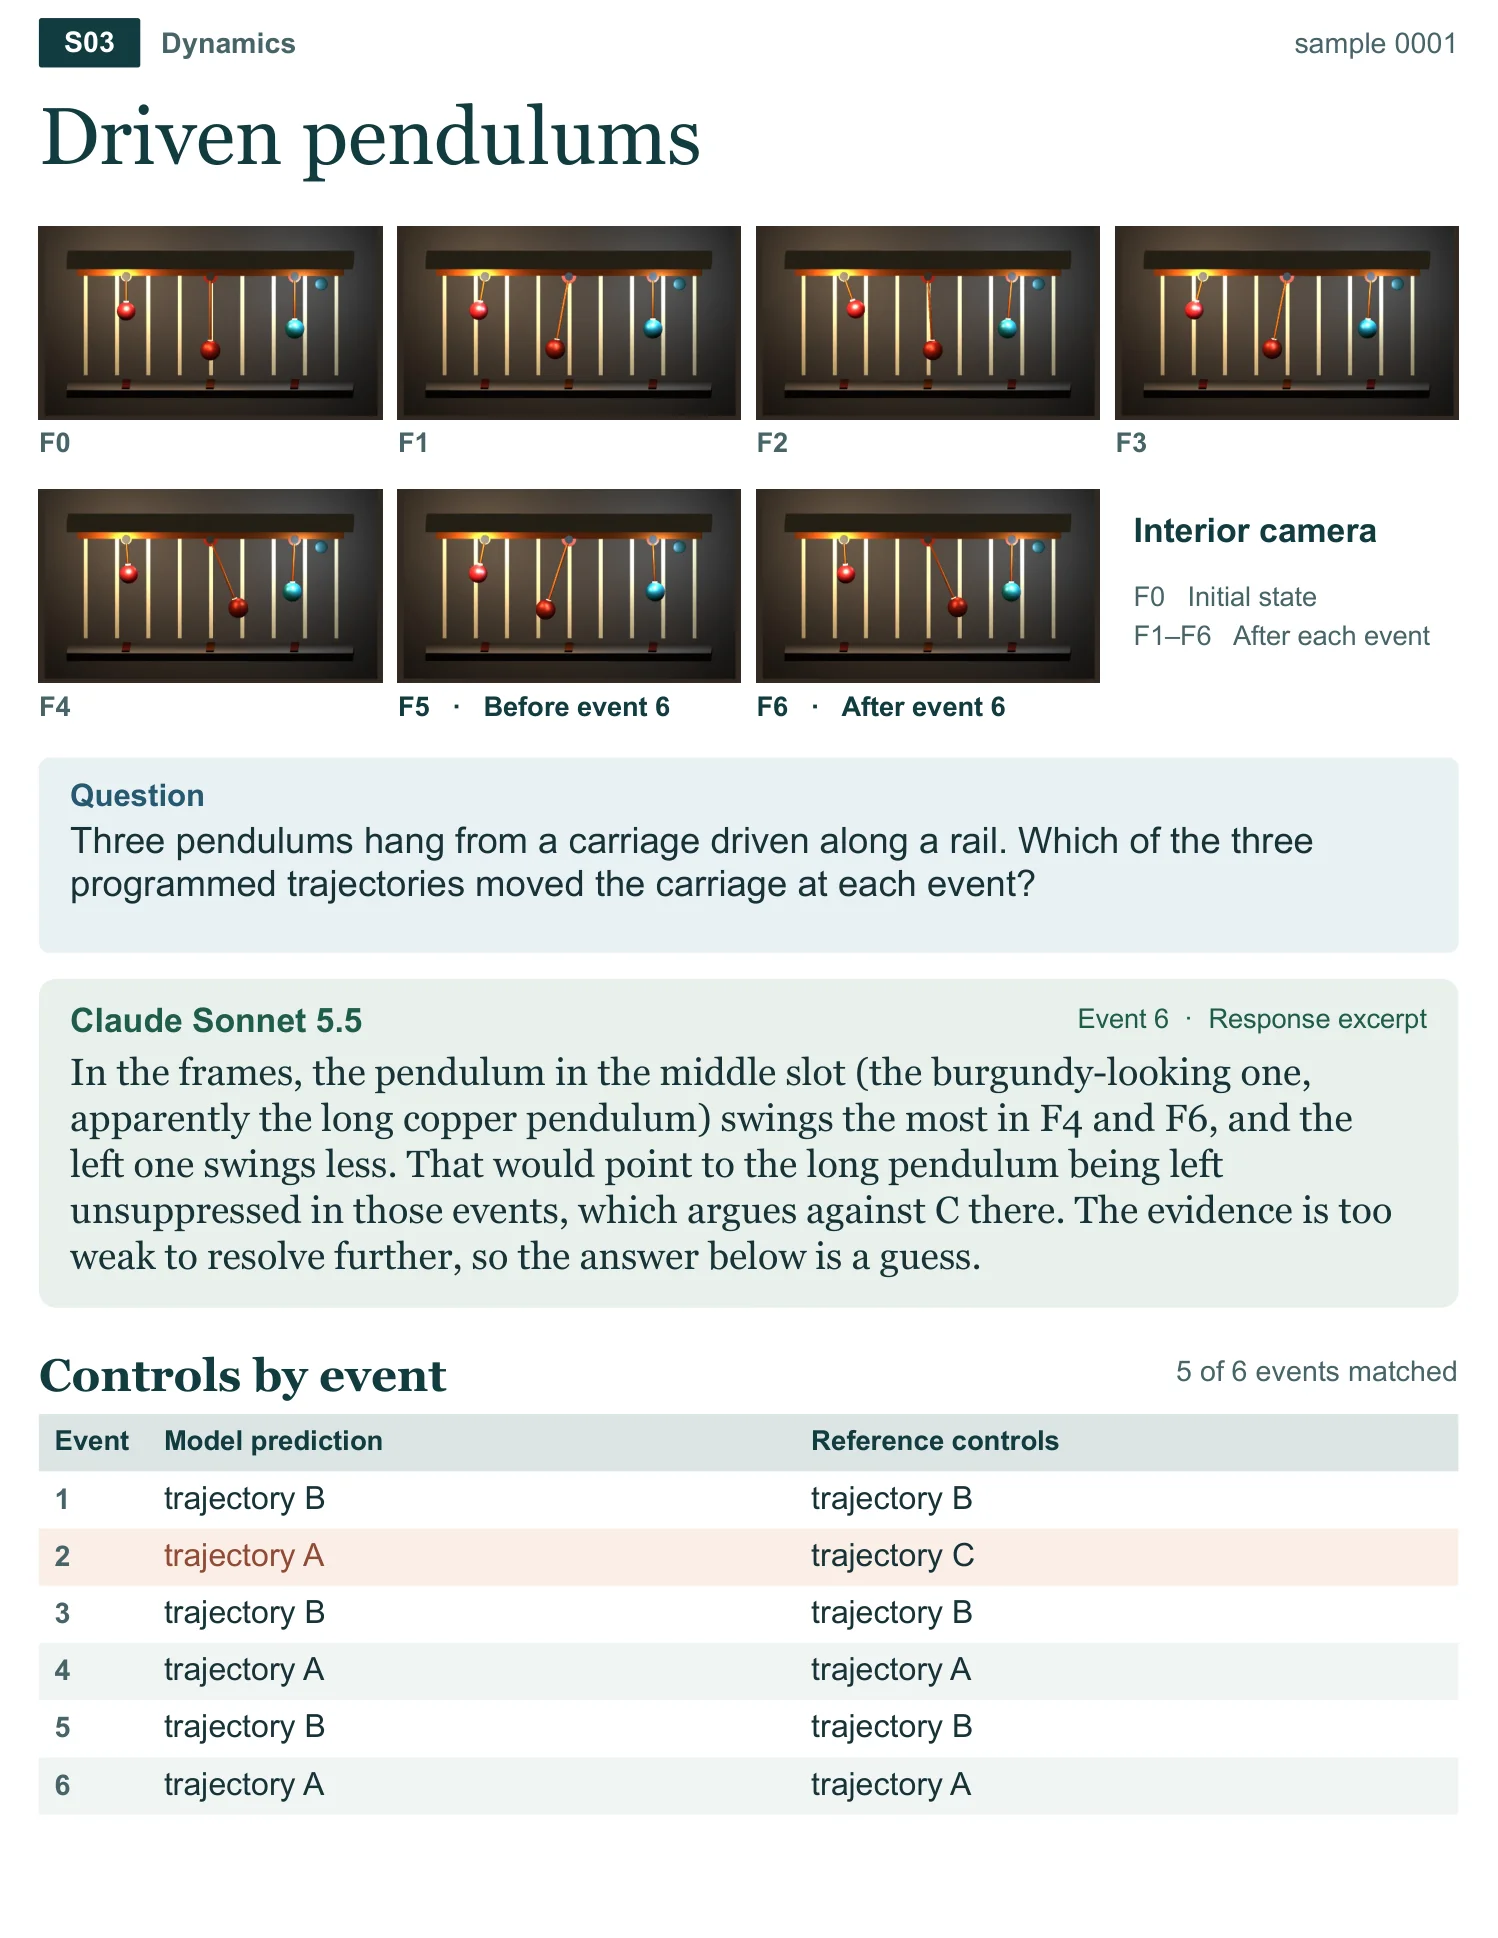 S03 Dynamics sample 0001
Driven pendulums
F0 F1 F2 F3
Interior camera
F0 Initial state
F1–F6 After each event
F4 F5 · Before event 6 F6 · After event 6
Question
Three pendulums hang from a carriage driven along a rail. Which of the three
programmed trajectories moved the carriage at each event?
Claude Sonnet 5.5 Event 6 · Response excerpt
In the frames, the pendulum in the middle slot (the burgundy-looking one,
apparently the long copper pendulum) swings the most in F4 and F6, and the
left one swings less. That would point to the long pendulum being left
unsuppressed in those events, which argues against C there. The evidence is too
weak to resolve further, so the answer below is a guess.
Controls by event 5 of 6 events matched
Event Model prediction Reference controls
1 trajectory B trajectory B
2 trajectory A trajectory C
3 trajectory B trajectory B
4 trajectory A trajectory A
5 trajectory B trajectory B
6 trajectory A trajectory A